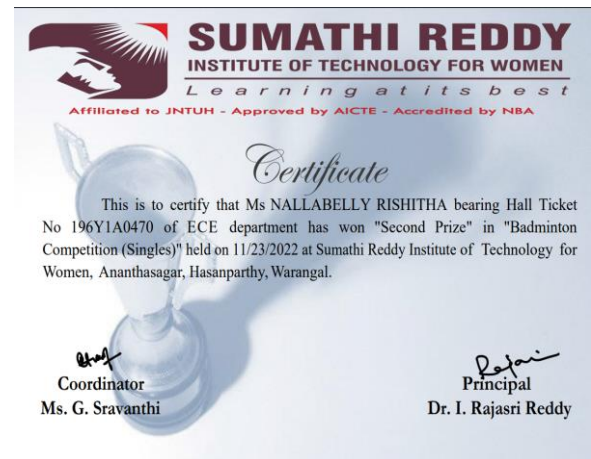 SUMATHI REDDY
INSTITUTE OF TECHNOLOGY FOR WOMEN
Learning at its best
Affiliated to JNTUH - Approved by AICTE - Accredited by NBA
Certificate
This is to certify that Ms NALLABELLY RISHITHA bearing Hall Ticket
No 196Y1A0470 of ECE department has won "Second Prize" in "Badminton
Competition (Singles)" held on 11/23/2022 at Sumathi Reddy Institute of Technology for
Women, Ananthasagar, Hasanparthy, Warangal.
Coordinator
Principal
Ms. G. Sravanthi
Dr. I. Rajasri Reddy